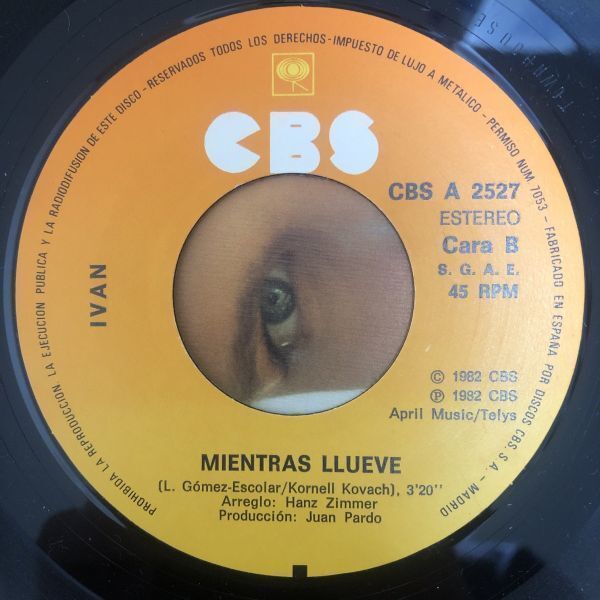 PROHIBIDA LA REPRODUCCION, LA EJECUCION PUBLICA Y LA RADIODIFUSION DE ESTE DISCO - RESERVADOS TODOS LOS DERECHOS - IMPUESTO DE LUJO A METALICO - PERMISO NUM. 7053 - FABRICADO EN ESPAÑA POR DISCOS CBS, S. A. - MADRID
CBS
CBS A 2527
ESTEREO
Cara B
S. G. A. E.
45 RPM
IVAN
© 1982 CBS
℗ 1982 CBS
April Music/Telys
MIENTRAS LLUEVE
(L. Gómez-Escolar/Kornell Kovach), 3'20''
Arreglo: Hanz Zimmer
Producción: Juan Pardo